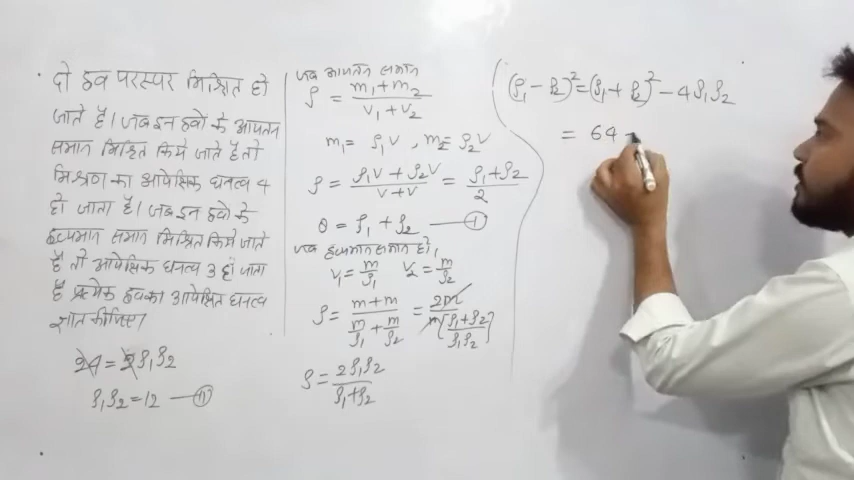 दो द्रव परस्पर मिश्रित हो
जाते है। जब इन द्रवो के आयतन
समान मिश्रित किये जाते है तो
मिश्रण का आपेक्षिक घनत्व 4
हो जाता है। जब इन द्रवो के
द्रव्यमान समान मिश्रित किये जाते
है तो आपेक्षिक घनत्व 3 हो जाता
है प्रत्येक द्रव का आपेक्षित घनत्व
ज्ञात कीजिए।
24 = 2ρ₁ρ₂
ρ₁ρ₂ = 12 —(11)
जब आयतन समान
ρ = (m₁+m₂)/(V₁+V₂)
m₁ = ρ₁V , m₂ = ρ₂V
ρ = (ρ₁V + ρ₂V)/(V+V) = (ρ₁+ρ₂)/2
8 = ρ₁ + ρ₂ —(1)
जब द्रव्यमान समान हो,
V₁ = m/ρ₁ V₂ = m/ρ₂
ρ = (m+m)/(m/ρ₁ + m/ρ₂) = 2m/(m[(ρ₁+ρ₂)/(ρ₁ρ₂)])
ρ = 2ρ₁ρ₂/(ρ₁+ρ₂)
(ρ₁ - ρ₂)² = (ρ₁ + ρ₂)² - 4ρ₁ρ₂
= 64 -